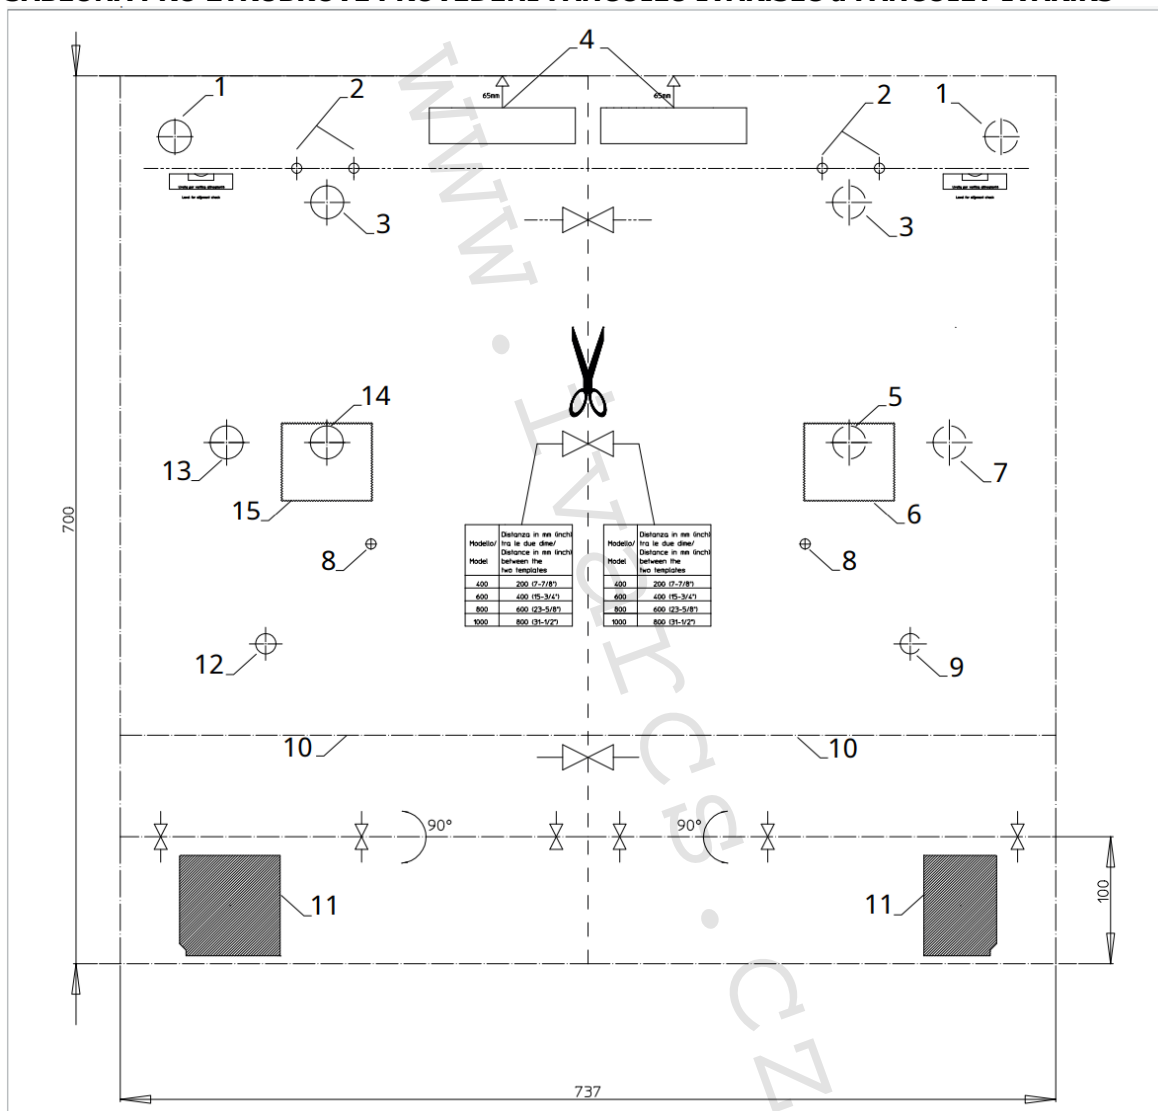 4
1
2
2
1
65mm
65mm
3
3
14
5
13
7
15
6
8
8
Modello/
Model
Distanza in mm (inch)
tra le due dime/
Distance in mm (inch)
between the
two templates
400 200 (7-7/8")
600 400 (15-3/4")
800 600 (23-5/8")
1000 800 (31-1/2")
Modello/
Model
Distanza in mm (inch)
tra le due dime/
Distance in mm (inch)
between the
two templates
400 200 (7-7/8")
600 400 (15-3/4")
800 600 (23-5/8")
1000 800 (31-1/2")
12
9
10
10
90°
90°
11
11
700
100
737
www.ivarcs.cz